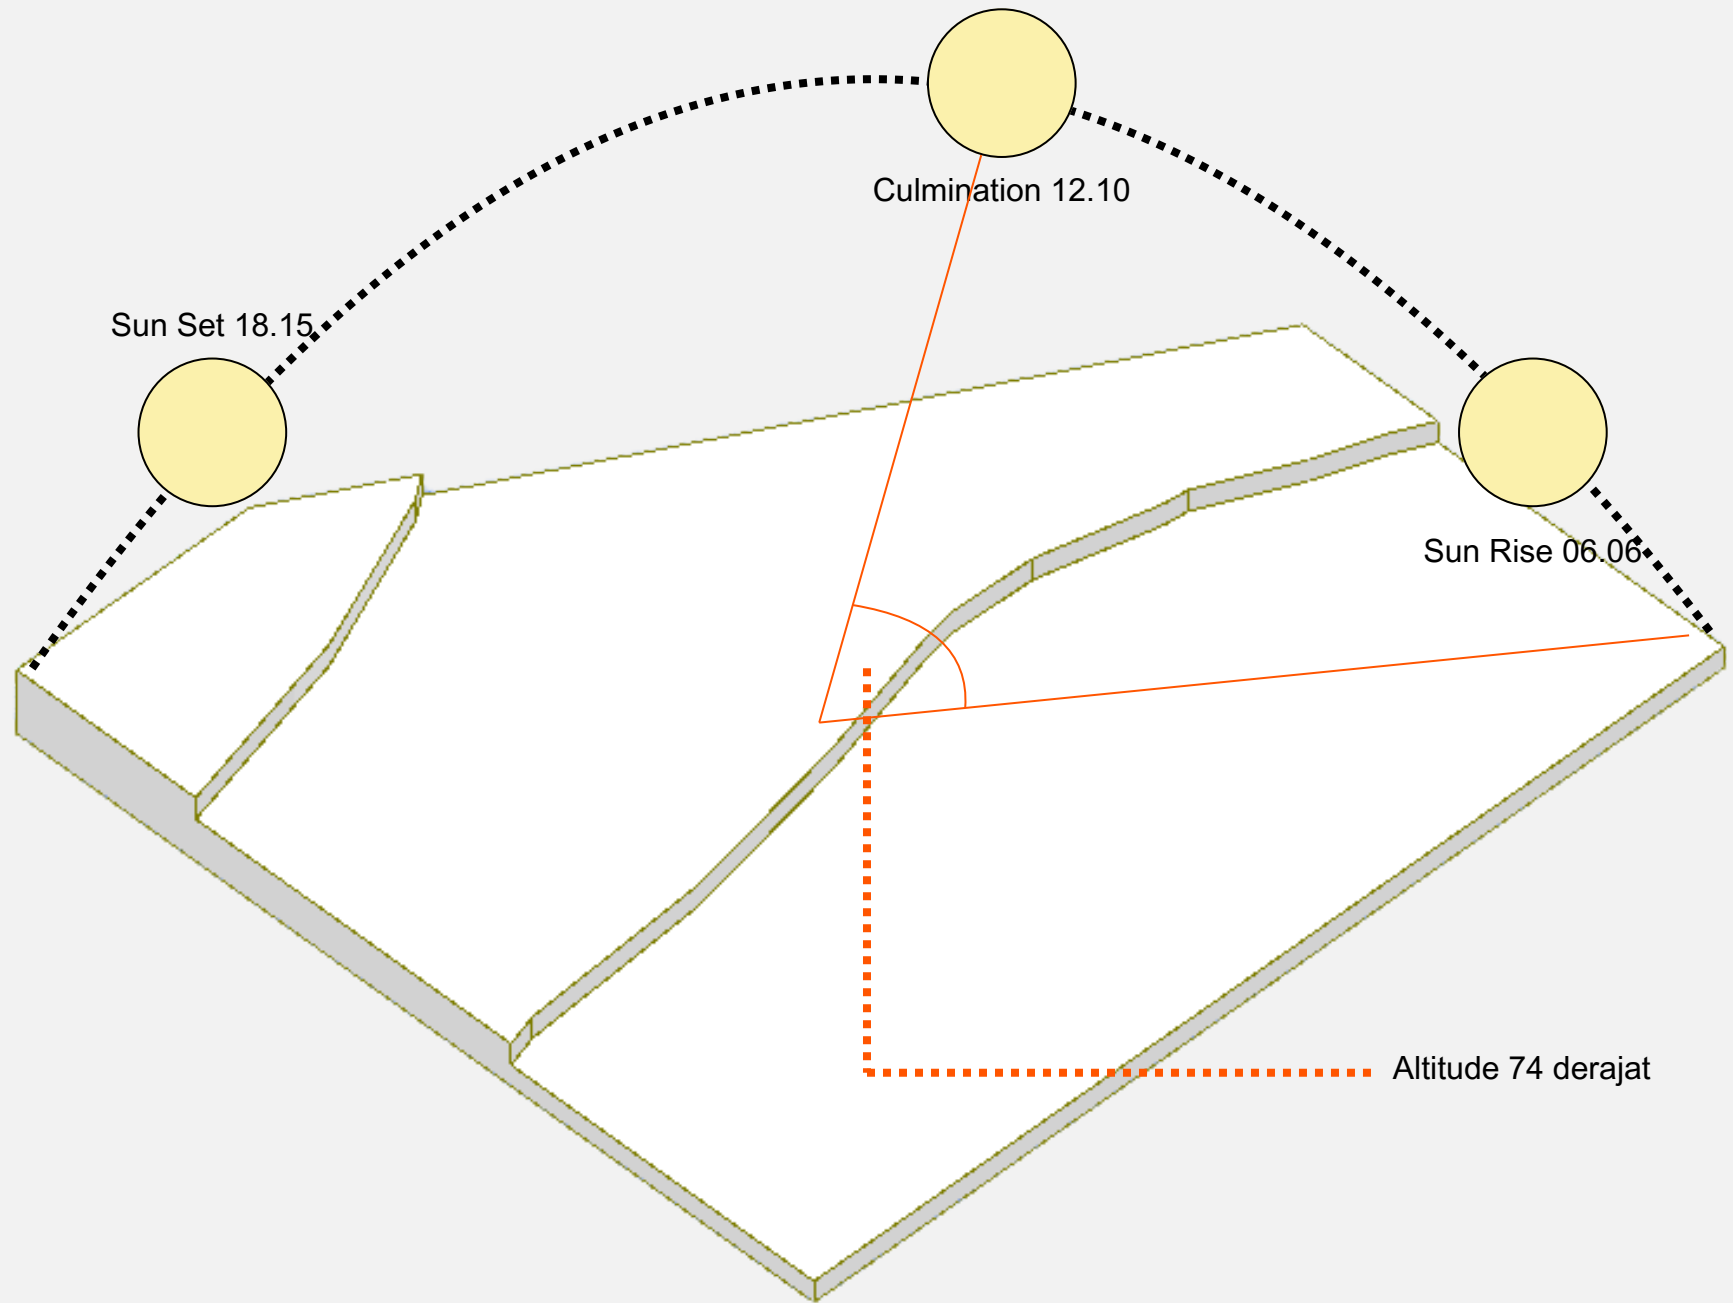 Culmination 12.10
Sun Set 18.15
Sun Rise 06.06
Altitude 74 derajat